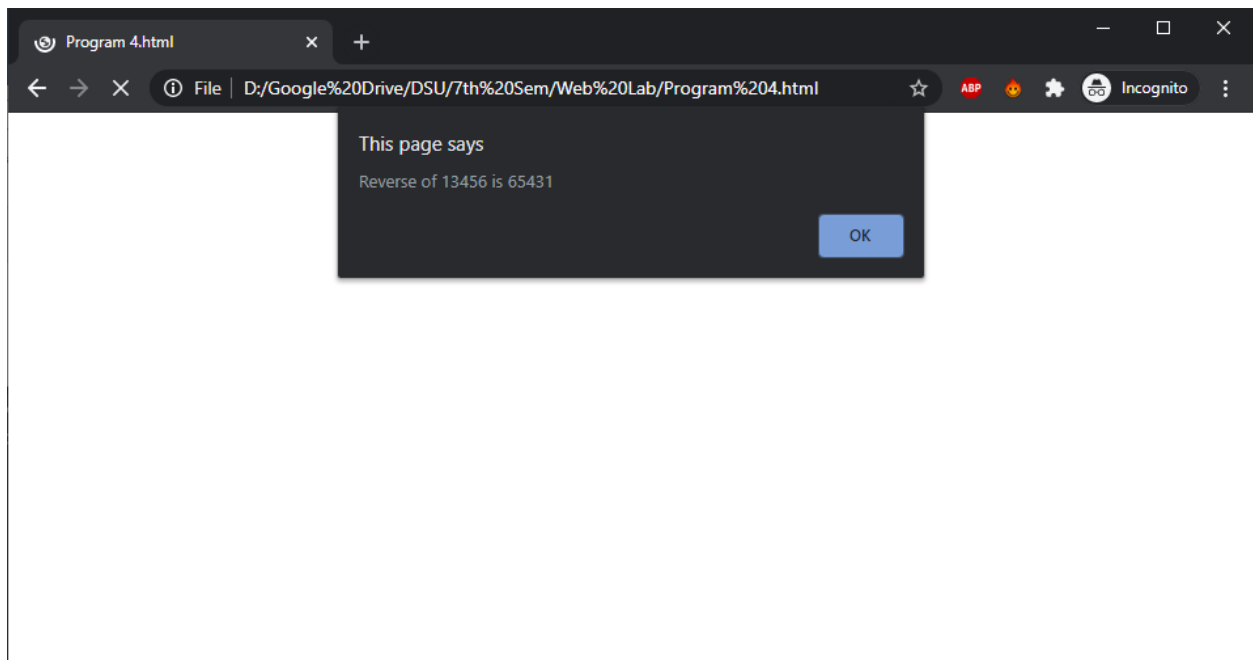 Program 4.html
File D:/Google%20Drive/DSU/7th%20Sem/Web%20Lab/Program%204.html ABP Incognito
This page says
Reverse of 13456 is 65431
OK